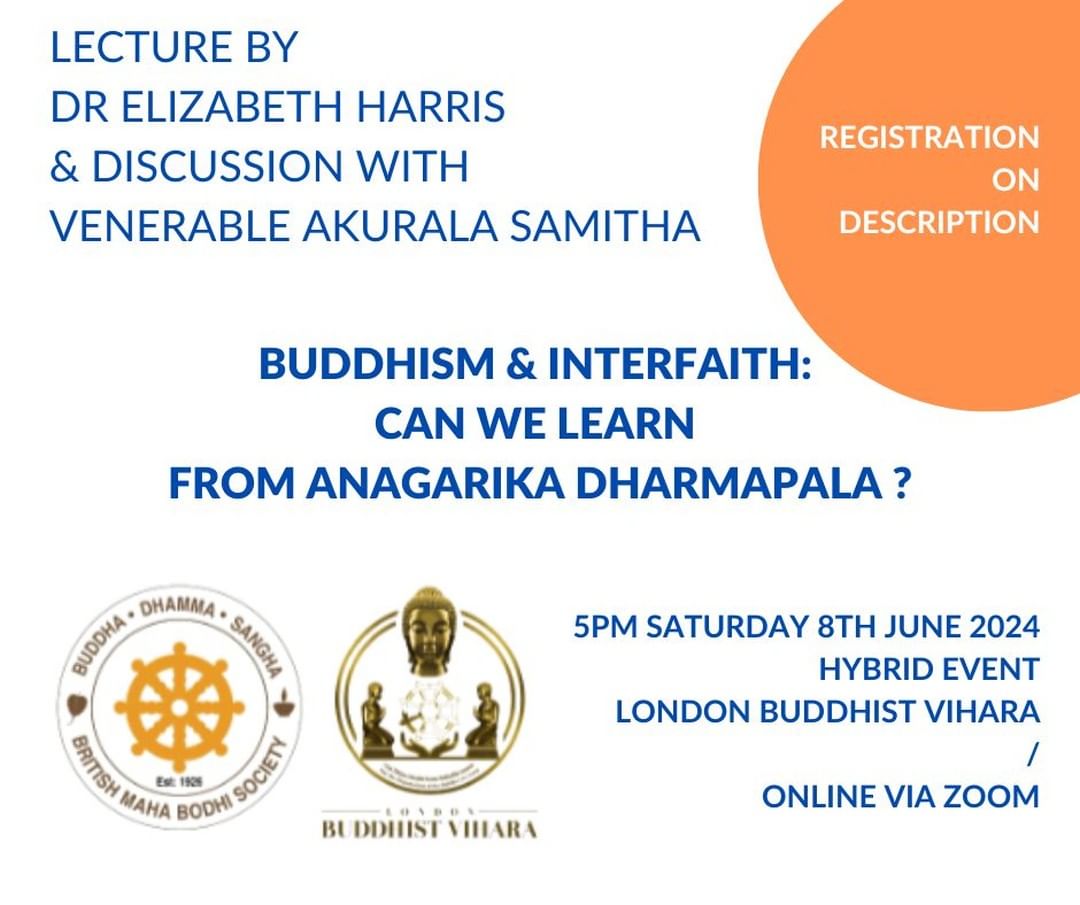 LECTURE BY
DR ELIZABETH HARRIS
& DISCUSSION WITH
VENERABLE AKURALA SAMITHA
REGISTRATION
ON
DESCRIPTION
BUDDHISM & INTERFAITH:
CAN WE LEARN
FROM ANAGARIKA DHARMAPALA ?
BUDDHA • DHAMMA • SANGHA
Est: 1926
BRITISH MAHA BODHI SOCIETY
LONDON
BUDDHIST VIHARA
5PM SATURDAY 8TH JUNE 2024
HYBRID EVENT
LONDON BUDDHIST VIHARA
/
ONLINE VIA ZOOM